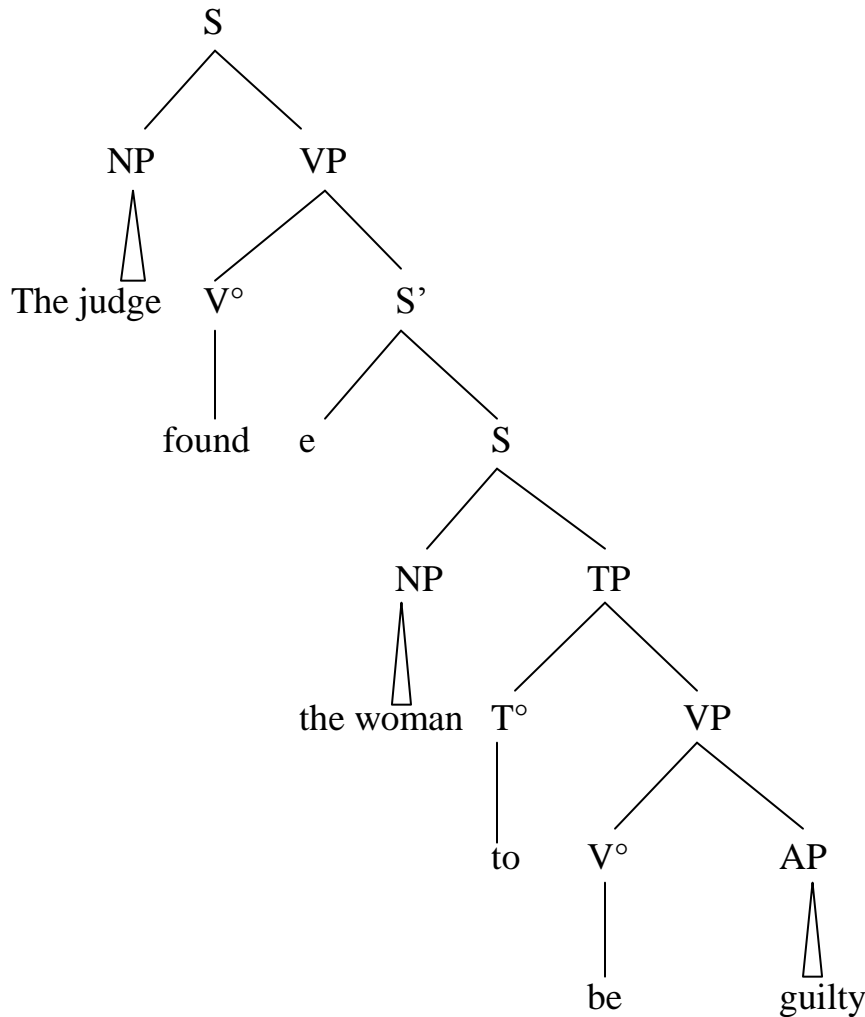 S
NP VP
The judge V° S’
found e S
NP TP
the woman T° VP
to V° AP
be guilty